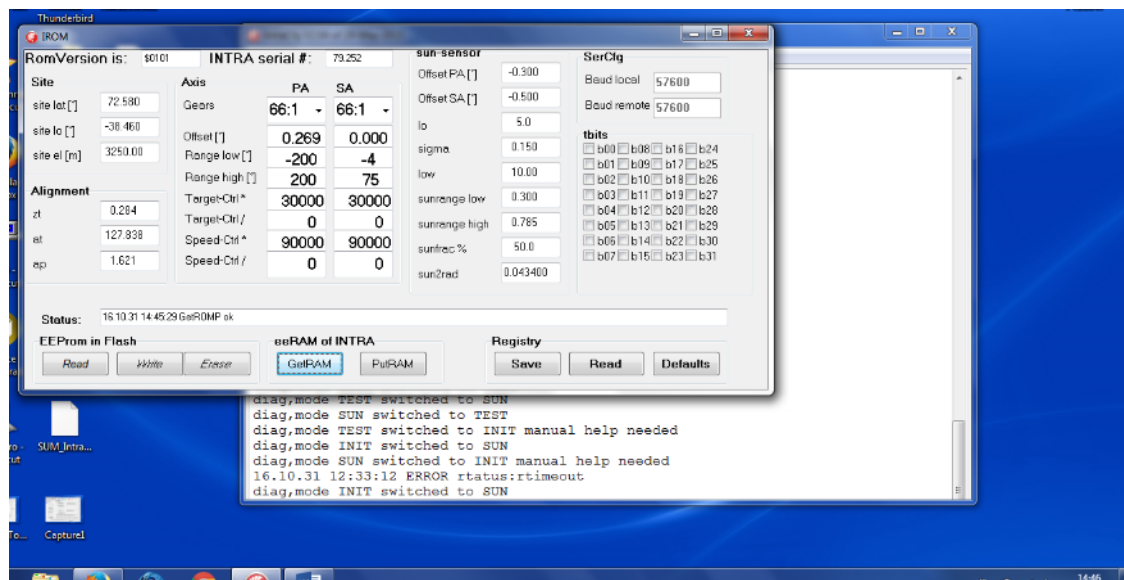 Thunderbird
IROM
RomVersion is: $0101 INTRA serial #: 79.252
Site
site lat[°] 72.580
site lo [°] -38.460
site el [m] 3250.00
Alignment
zt 0.284
at 127.838
ap 1.621
Axis PA SA
Gears 66:1 66:1
Offset [°] 0.269 0.000
Range low [°] -200 -4
Range high [°] 200 75
Target-Ctrl * 30000 30000
Target-Ctrl / 0 0
Speed-Ctrl * 90000 90000
Speed-Ctrl / 0 0
sun-sensor
Offset PA [°] -0.300
Offset SA [°] -0.500
Io 5.0
sigma 0.150
low 10.00
sunrange low 0.300
sunrange high 0.785
sunfrac % 50.0
sun2rad 0.043400
SerCfg
Baud local 57600
Baud remote 57600
tbits
b00 b08 b16 b24
b01 b09 b17 b25
b02 b10 b18 b26
b03 b11 b19 b27
b04 b12 b20 b28
b05 b13 b21 b29
b06 b14 b22 b30
b07 b15 b23 b31
Status: 16.10.31 14:45:29 GetROMP ok
EEProm in Flash
Read Write Erase
eeRAM of INTRA
GetRAM PutRAM
Registry
Save Read Defaults
diag,mode TEST switched to SUN
diag,mode SUN switched to TEST
diag,mode TEST switched to INIT manual help needed
diag,mode INIT switched to SUN
diag,mode SUN switched to INIT manual help needed
16.10.31 12:33:12 ERROR rtatus:rtimeout
diag,mode INIT switched to SUN
SUM_Intra...
Capture1
14:46